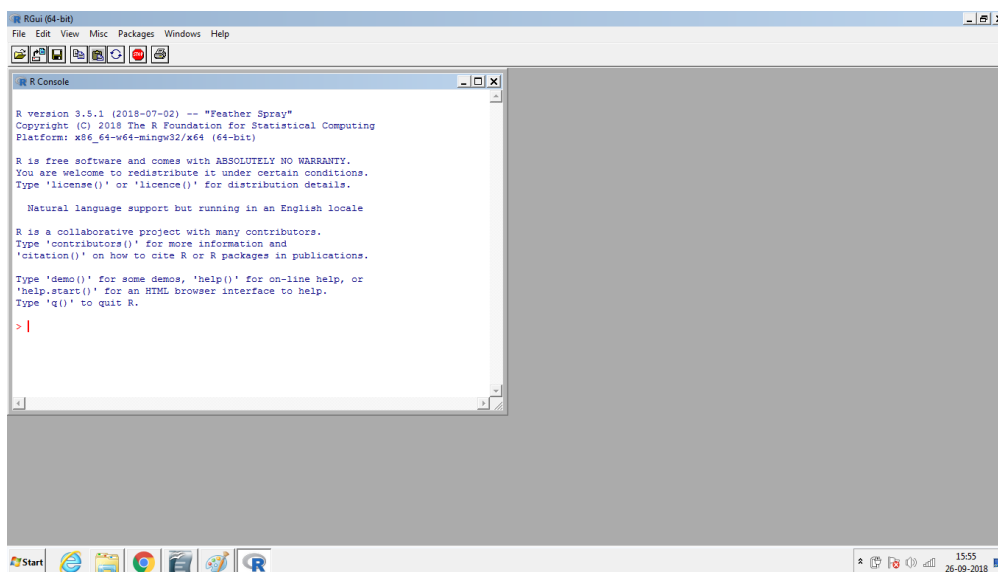 RGui (64-bit)
File Edit View Misc Packages Windows Help
STOP
R Console
R version 3.5.1 (2018-07-02) -- "Feather Spray"
Copyright (C) 2018 The R Foundation for Statistical Computing
Platform: x86_64-w64-mingw32/x64 (64-bit)
R is free software and comes with ABSOLUTELY NO WARRANTY.
You are welcome to redistribute it under certain conditions.
Type 'license()' or 'licence()' for distribution details.
Natural language support but running in an English locale
R is a collaborative project with many contributors.
Type 'contributors()' for more information and
'citation()' on how to cite R or R packages in publications.
Type 'demo()' for some demos, 'help()' for on-line help, or
'help.start()' for an HTML browser interface to help.
Type 'q()' to quit R.
>
Start
15:55
26-09-2018